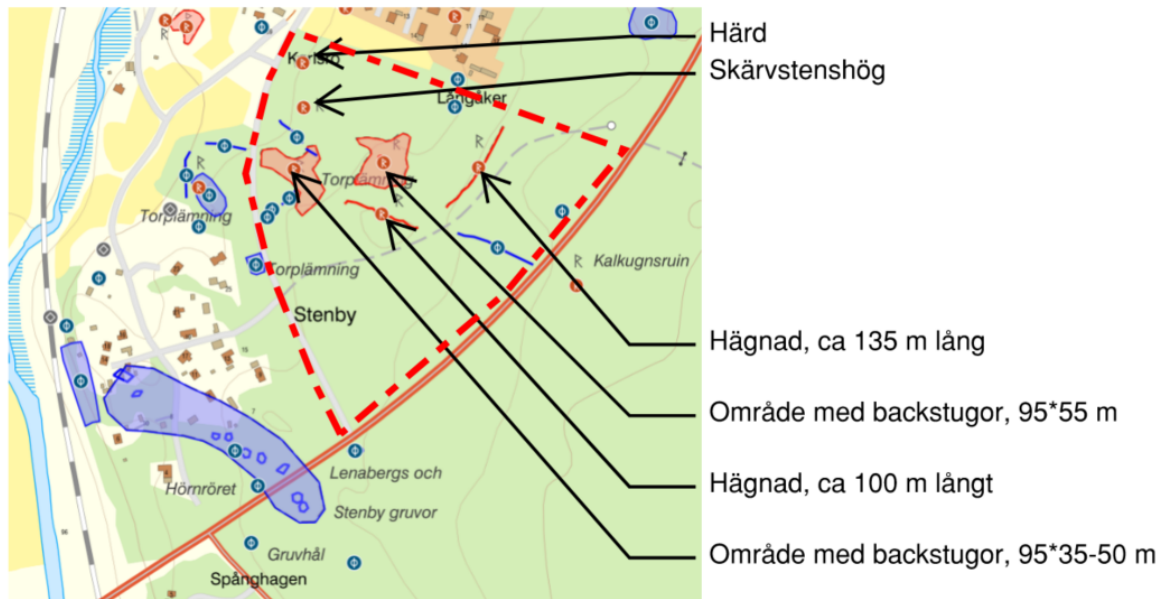 Härd
Skärvstenshög
Karlsro
Långåker
Torplämning
Torplämning
Torplämning
Kalkugnsruin
Stenby
Hägnad, ca 135 m lång
Område med backstugor, 95*55 m
Hägnad, ca 100 m långt
Område med backstugor, 95*35-50 m
Lenabergs och
Hörnröret
Stenby gruvor
Gruvhål
Spånghagen